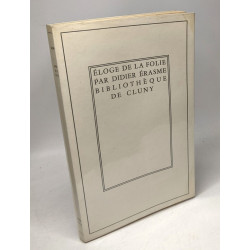 ÉLOGE DE LA FOLIE
PAR DIDIER ÉRASME
BIBLIOTHÈQUE
DE CLUNY